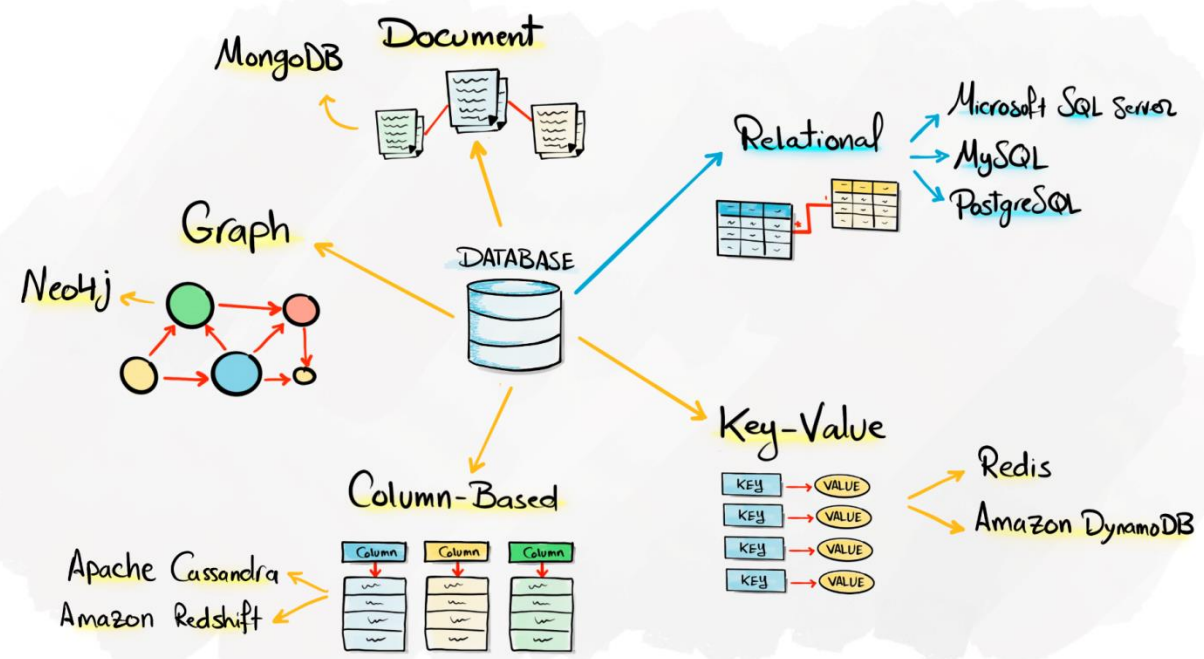 Document
MongoDB
Relational
Microsoft SQL Server
MySQL
PostgreSQL
Graph
Neo4j
DATABASE
Key-Value
KEY VALUE
KEY VALUE
KEY VALUE
KEY VALUE
Redis
Amazon DynamoDB
Column-Based
Column Column Column
Apache Cassandra
Amazon Redshift